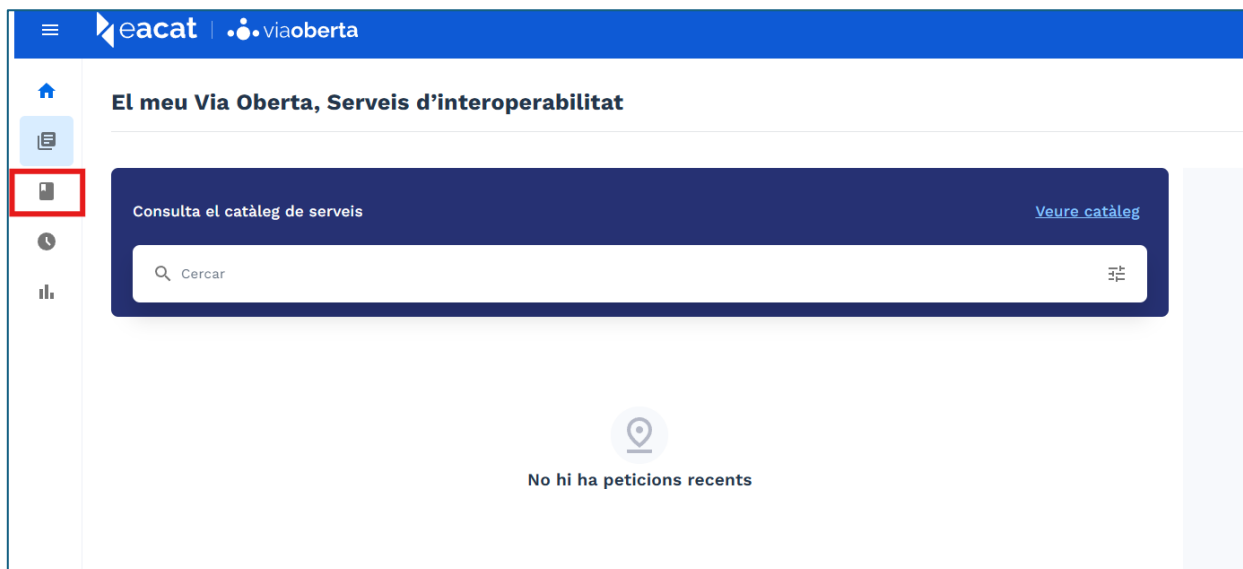 eacat | viaoberta
El meu Via Oberta, Serveis d’interoperabilitat
Consulta el catàleg de serveis
Veure catàleg
Cercar
No hi ha peticions recents